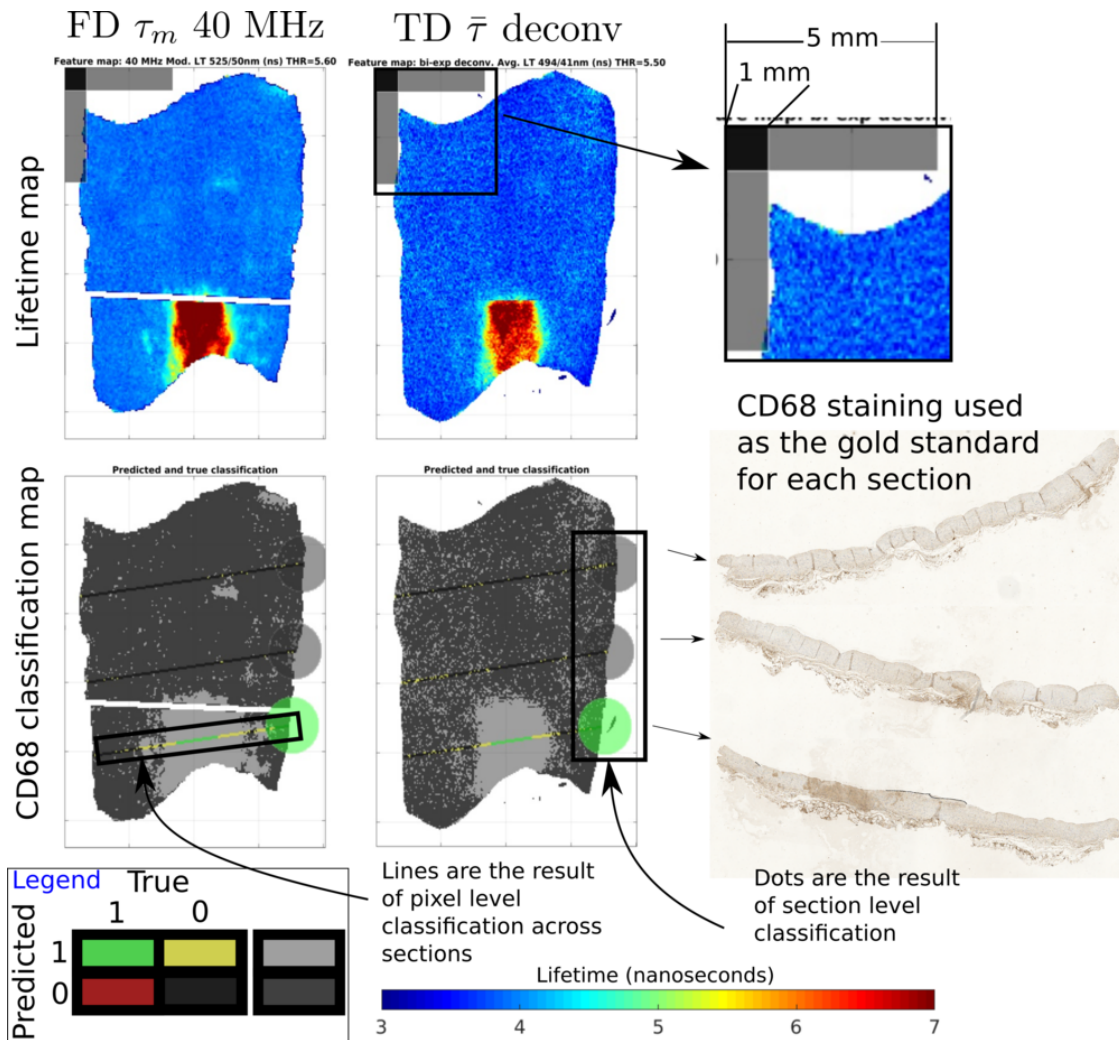 FD τₘ 40 MHz
TD τ̄ deconv
Feature map: 40 MHz Mod. LT 525/50nm (ns) THR=5.60
Feature map: bi-exp deconv. Avg. LT 494/41nm (ns) THR=5.50
5 mm
1 mm
Lifetime map
CD68 staining used
as the gold standard
for each section
Predicted and true classification
Predicted and true classification
CD68 classification map
Lines are the result
of pixel level
classification across
sections
Dots are the result
of section level
classification
Legend
True
1 0
Predicted
1
0
Lifetime (nanoseconds)
3 4 5 6 7